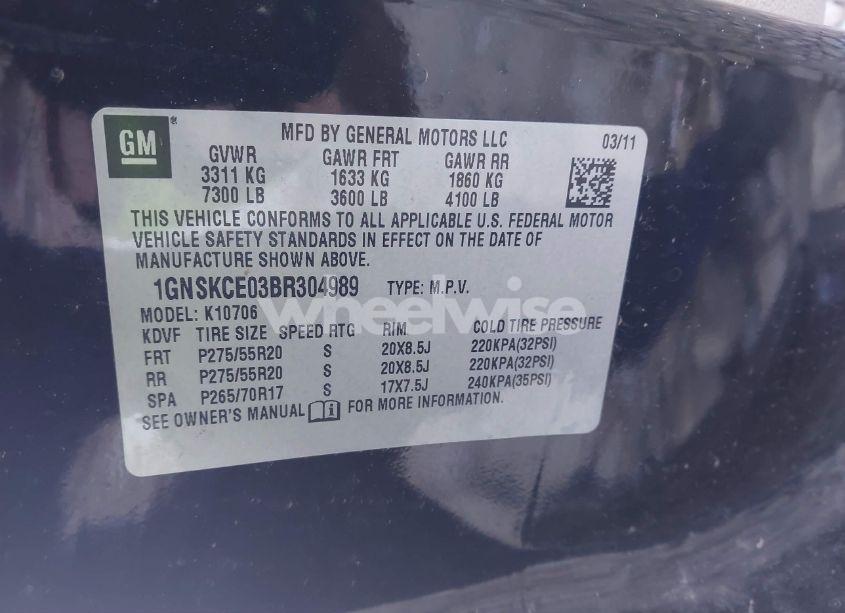 GM®
MFD BY GENERAL MOTORS LLC
03/11
GVWR GAWR FRT GAWR RR
3311 KG 1633 KG 1860 KG
7300 LB 3600 LB 4100 LB
THIS VEHICLE CONFORMS TO ALL APPLICABLE U.S. FEDERAL MOTOR
VEHICLE SAFETY STANDARDS IN EFFECT ON THE DATE OF
MANUFACTURE SHOWN ABOVE.
1GNSKCE03BR304989 TYPE: M.P.V.
wheelwise
MODEL: K10706
KDVF TIRE SIZE SPEED RTG RIM COLD TIRE PRESSURE
FRT P275/55R20 S 20X8.5J 220KPA(32PSI)
RR P275/55R20 S 20X8.5J 220KPA(32PSI)
SPA P265/70R17 S 17X7.5J 240KPA(35PSI)
SEE OWNER'S MANUAL FOR MORE INFORMATION.